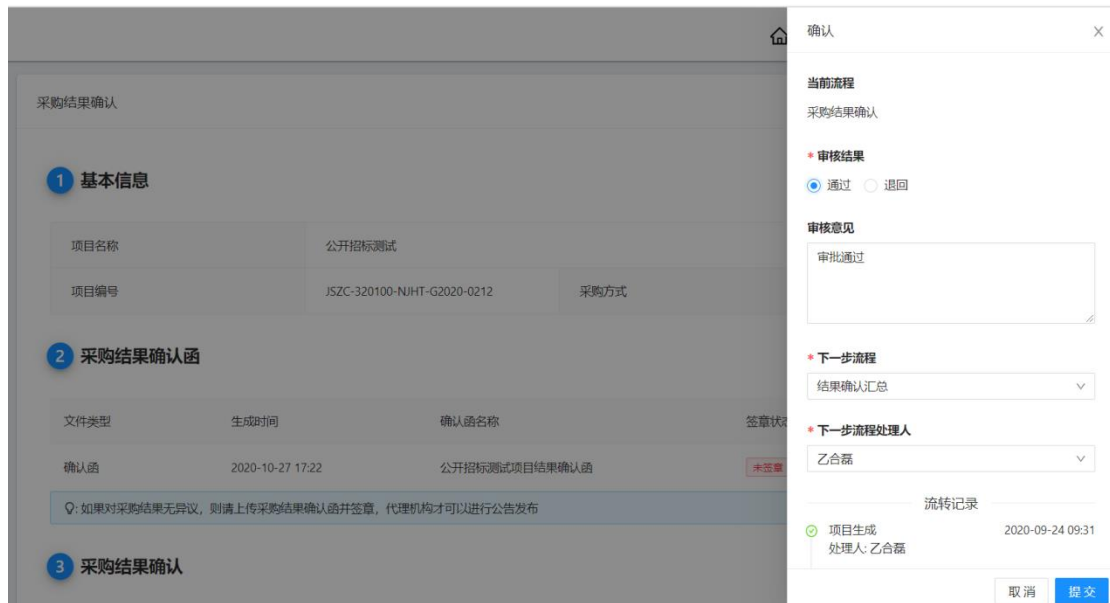 采购结果确认
1 基本信息
项目名称 公开招标测试
项目编号 JSZC-320100-NJHT-G2020-0212 采购方式
2 采购结果确认函
文件类型 生成时间 确认函名称 签章状态
确认函 2020-10-27 17:22 公开招标测试项目结果确认函 未签章
如果对采购结果无异议，则请上传采购结果确认函并签章，代理机构才可以进行公告发布
3 采购结果确认
确认
当前流程
采购结果确认
* 审核结果
通过 退回
审核意见
审批通过
* 下一步流程
结果确认汇总
* 下一步流程处理人
乙合磊
流转记录
项目生成 2020-09-24 09:31
处理人: 乙合磊
取消 提交